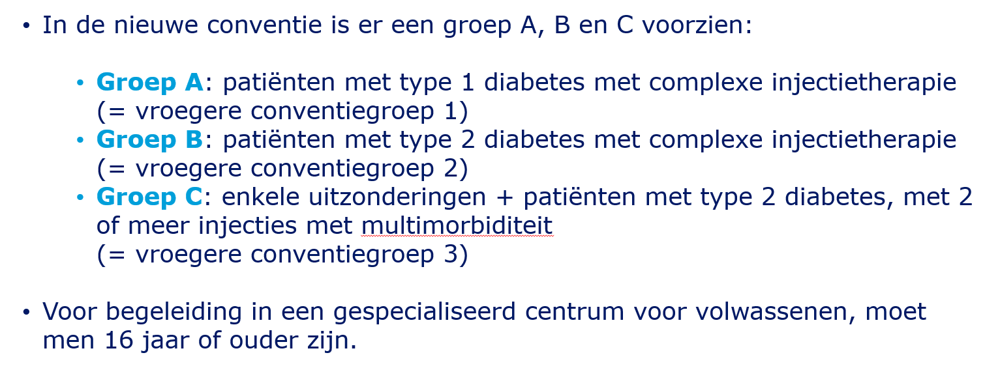 • In de nieuwe conventie is er een groep A, B en C voorzien:
• Groep A: patiënten met type 1 diabetes met complexe injectietherapie
(= vroegere conventiegroep 1)
• Groep B: patiënten met type 2 diabetes met complexe injectietherapie
(= vroegere conventiegroep 2)
• Groep C: enkele uitzonderingen + patiënten met type 2 diabetes, met 2
of meer injecties met multimorbiditeit
(= vroegere conventiegroep 3)
• Voor begeleiding in een gespecialiseerd centrum voor volwassenen, moet
men 16 jaar of ouder zijn.